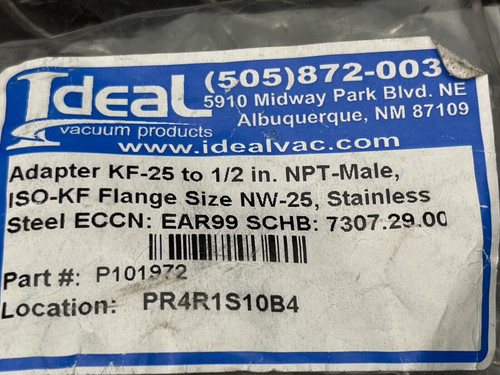 Ideal
vacuum products
(505)872-003
5910 Midway Park Blvd. NE
Albuquerque, NM 87109
www.idealvac.com
Adapter KF-25 to 1/2 in. NPT-Male,
ISO-KF Flange Size NW-25, Stainless
Steel ECCN: EAR99 SCHB: 7307.29.00
Part #: P101972
Location: PR4R1S10B4